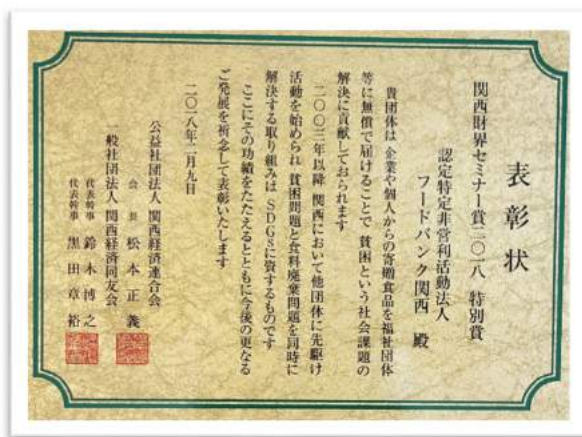 表彰状
関西財界セミナー賞二〇一八 特別賞
認定特定非営利活動法人
フードバンク関西 殿
貴団体は 企業や個人からの寄贈食品を福祉団体
等に無償で届けることで 貧困という社会課題の
解決に貢献しておられます
二〇〇三年以降 関西において他団体に先駆け
活動を始められ 貧困問題と食料廃棄問題を同時に
解決する取り組みは SDGsに資するものです
ここにその功績をたたえるとともに今後の更なる
ご発展を祈念して表彰いたします
二〇一八年二月九日
公益社団法人 関西経済連合会
会長 松本正義
一般社団法人 関西経済同友会
代表幹事 鈴木博之
代表幹事 黒田章裕